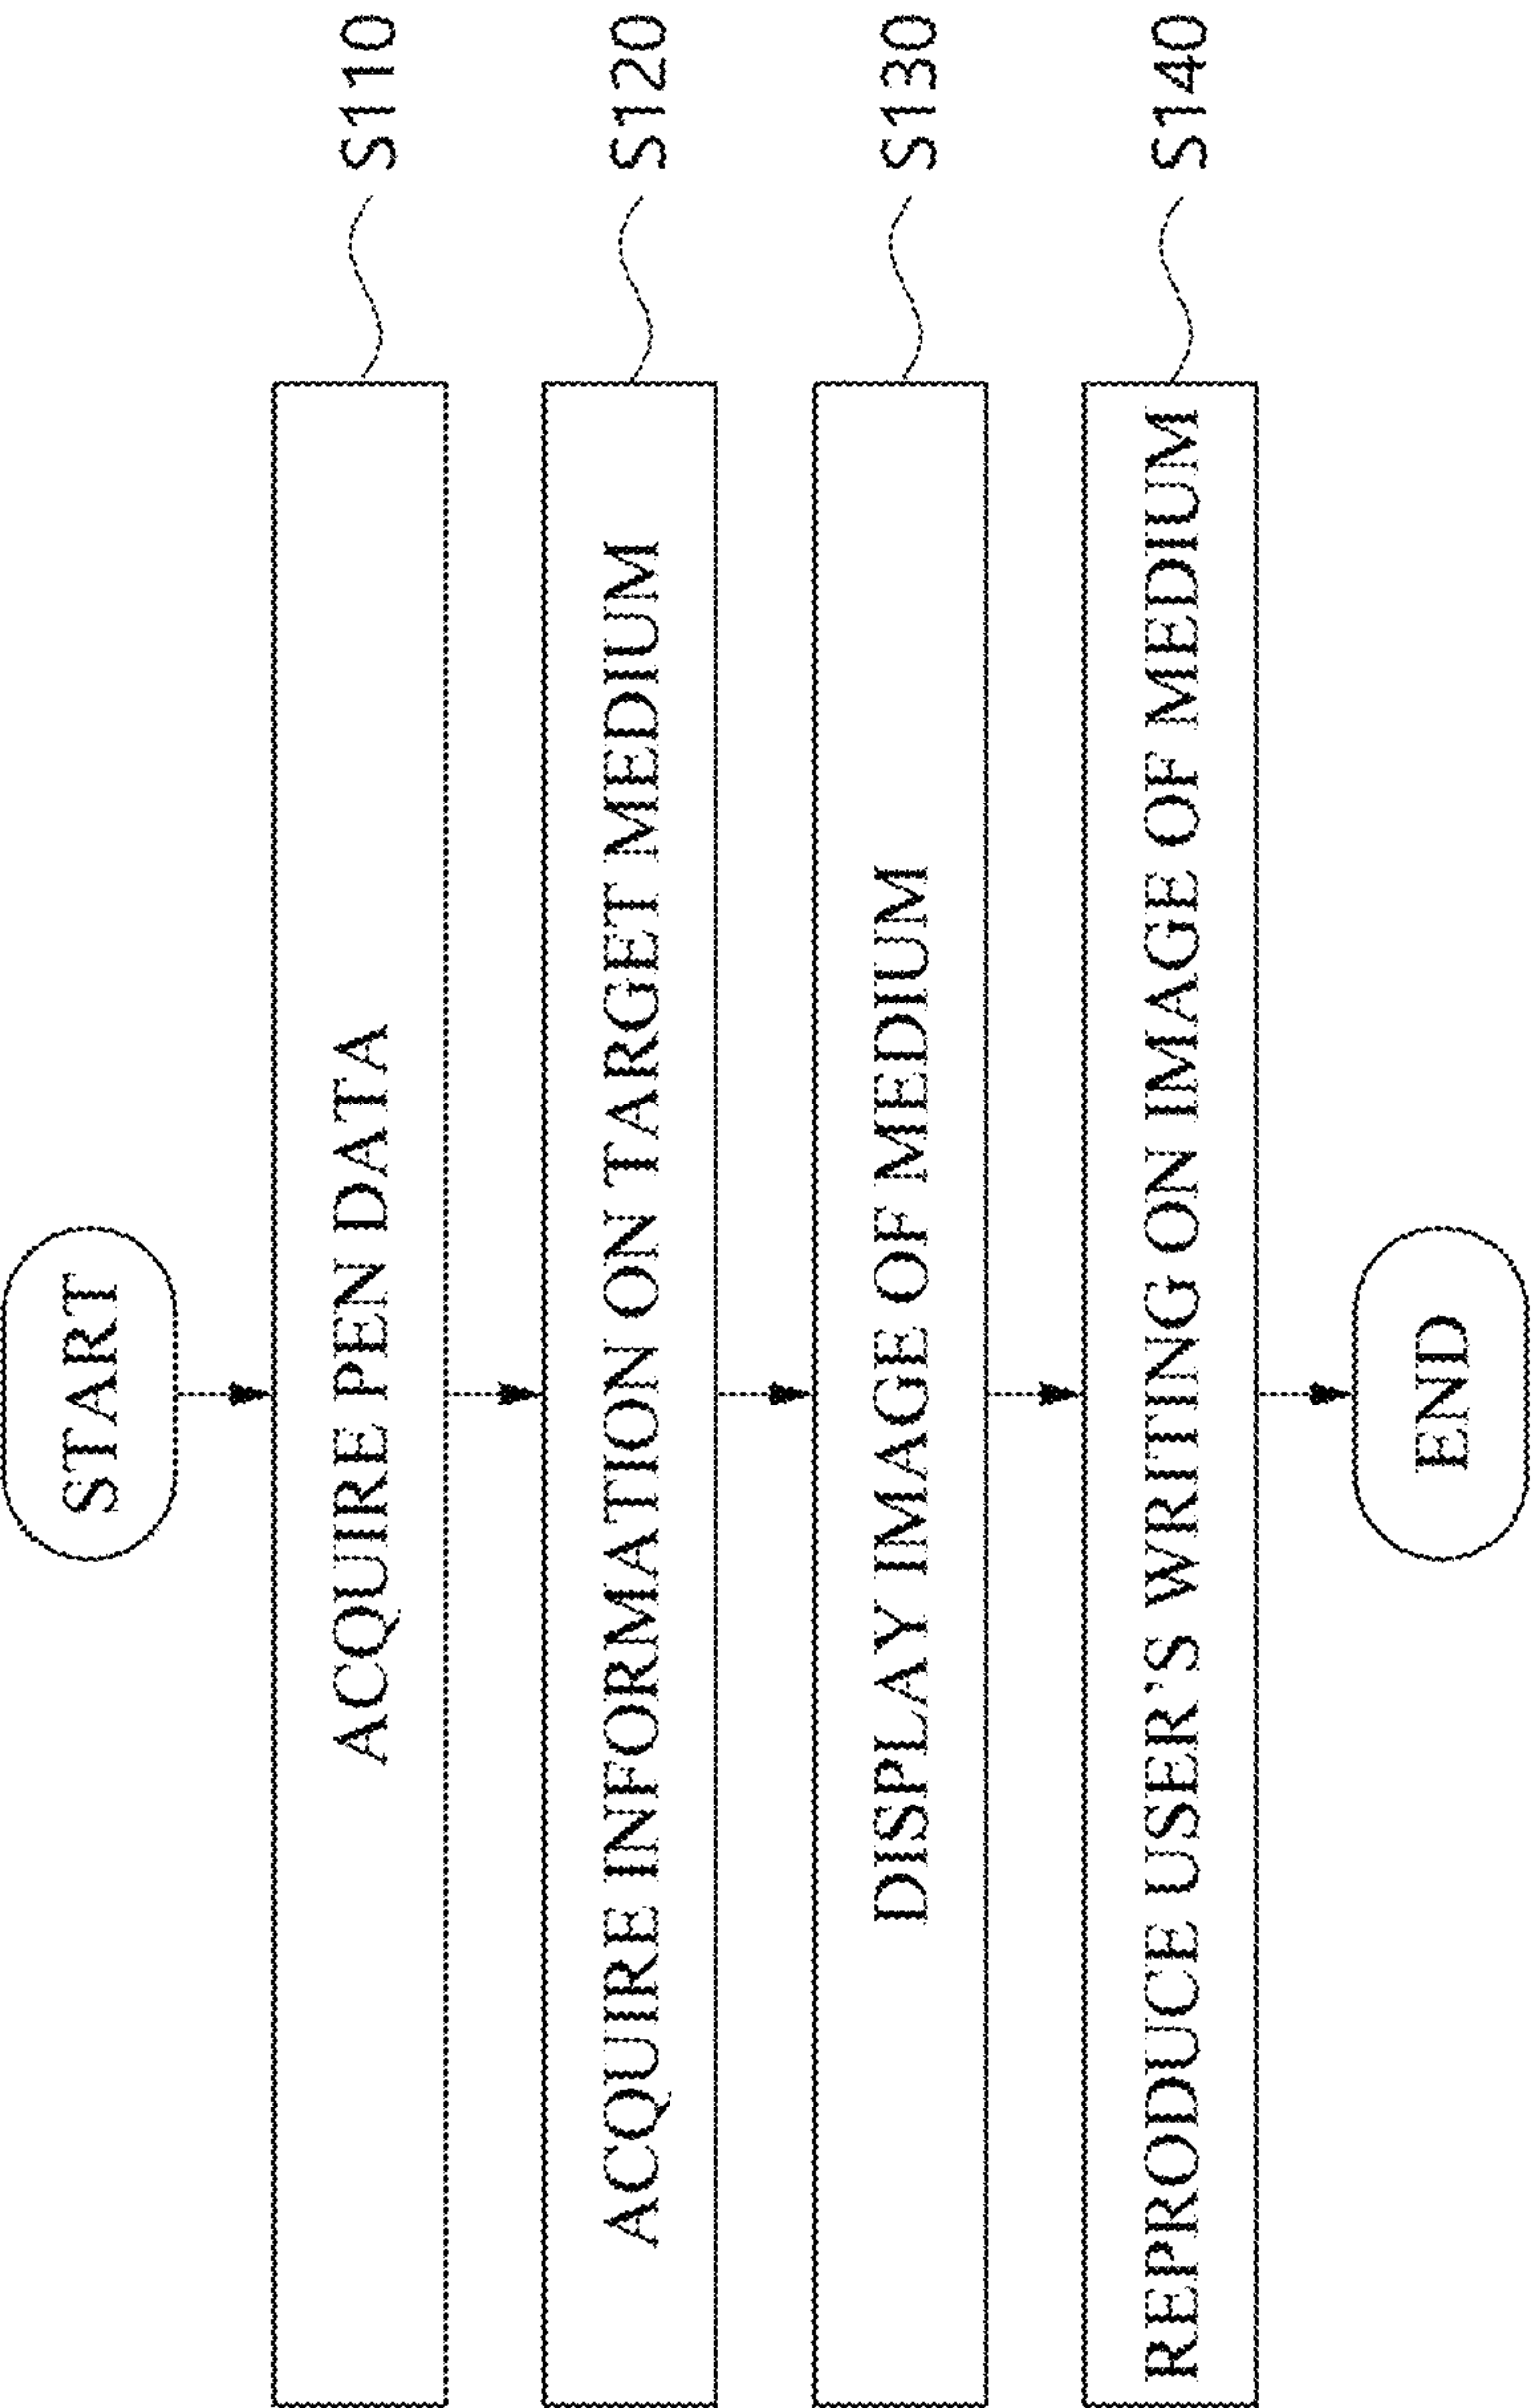 START
ACQUIRE PEN DATA
S110
ACQUIRE INFORMATION ON TARGET MEDIUM
S120
DISPLAY IMAGE OF MEDIUM
S130
REPRODUCE USER'S WRITING ON IMAGE OF MEDIUM
S140
END